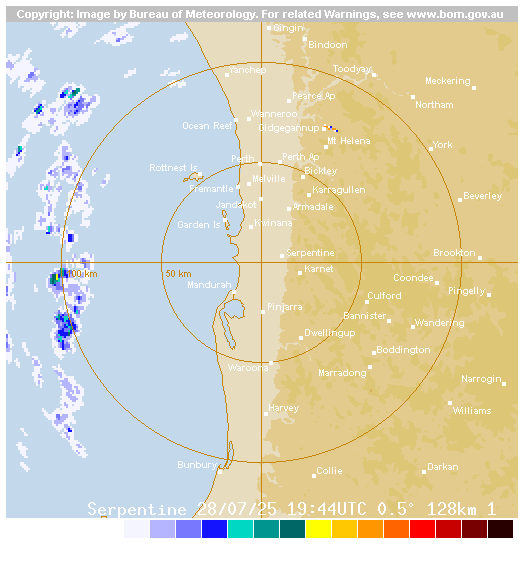 Copyright: Image by Bureau of Meteorology. For related Warnings, see www.bom.gov.au
Gingin
Bindoon
Yanchep
Toodyay
Meckering
Pearce Ap
Northam
Wanneroo
Ocean Reef
Gidgegannup
Mt Helena
York
Perth
Perth Ap
Rottnest Is
Bickley
Melville
Fremantle
Karragullen
Beverley
Jandakot
Armadale
Garden Is
Kwinana
Serpentine
Brookton
100 km
50 km
Karnet
Coondee
Mandurah
Pingelly
Culford
Pinjarra
Bannister
Wandering
Dwellingup
Boddington
Waroona
Marradong
Narrogin
Harvey
Williams
Bunbury
Collie
Darkan
Serpentine 28/07/25 19:44UTC 0.5° 128km 1